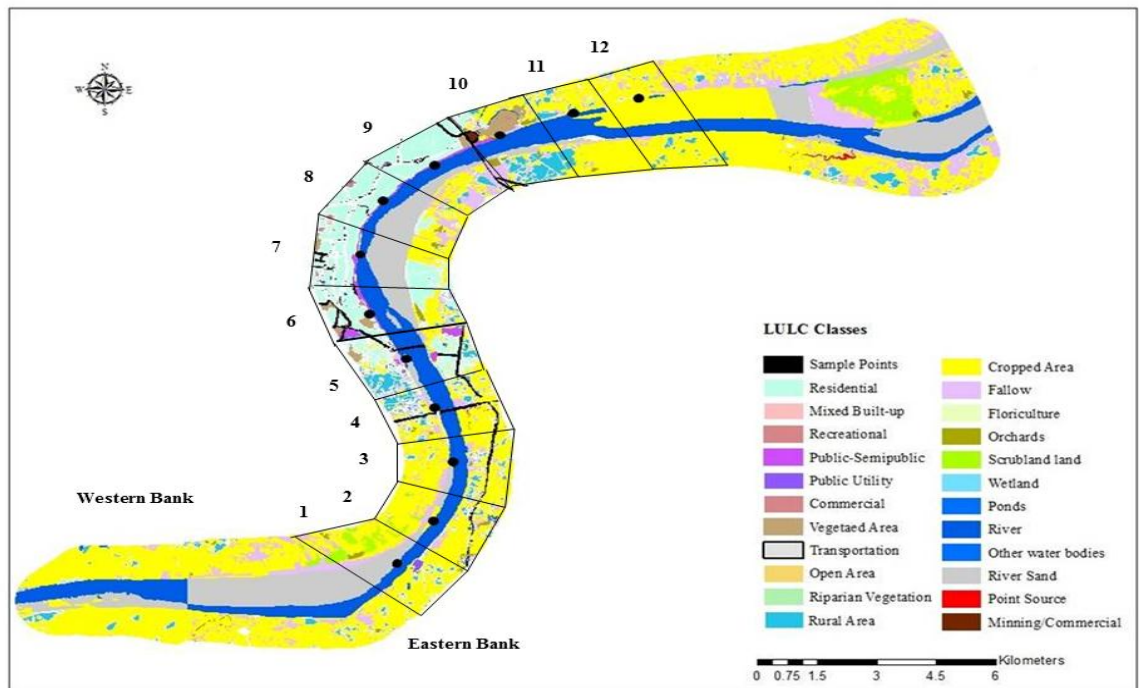 N
W E
S
12
11
10
9
8
7
6
5
4
3
2
1
Western Bank
Eastern Bank
LULC Classes
Sample Points
Residential
Mixed Built-up
Recreational
Public-Semipublic
Public Utility
Commercial
Vegetaed Area
Transportation
Open Area
Riparian Vegetation
Rural Area
Cropped Area
Fallow
Floriculture
Orchards
Scrubland land
Wetland
Ponds
River
Other water bodies
River Sand
Point Source
Minning/Commercial
Kilometers
0 0.75 1.5 3 4.5 6